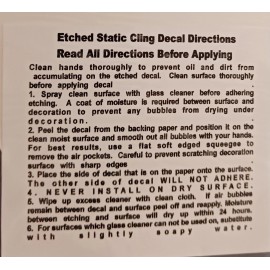 Etched Static Cling Decal Directions
Read All Directions Before Applying
Clean hands thoroughly to prevent oil and dirt from
accumulating on the etched decal. Clean surface thoroughly
before applying decal
1. Spray clean surface with glass cleaner before adhering
etching. A coat of moisture is required between surface and
decoration to prevent any bubbles from drying under
decoration.
2. Peel the decal from the backing paper and position it on the
clean moist surface and smooth out all bubbles with your hands.
For best results, use a flat soft edged squeegee to
remove the air pockets. Careful to prevent scratching decoration
surface with sharp edges
3. Place the side of decal that is on the paper onto the surface.
The other side of decal WILL NOT ADHERE.
4. NEVER INSTALL ON DRY SURFACE.
5. Wipe up excess cleaner with clean cloth. If air bubbles
remain between decal and surface peel off and reapply. Moisture
between etching and surface will dry up within 24 hours.
6. For surfaces which glass cleaner can not be used on, substitute
with slightly soapy water.